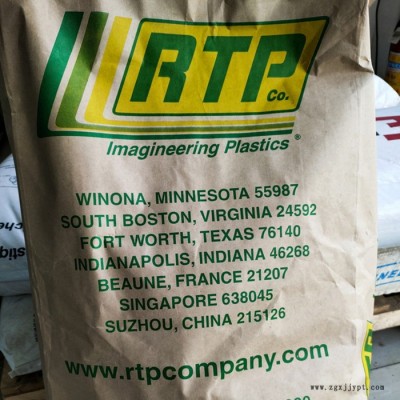 RTP Co.
Imagineering Plastics®
WINONA, MINNESOTA 55987
SOUTH BOSTON, VIRGINIA 24592
FORT WORTH, TEXAS 76140
INDIANAPOLIS, INDIANA 46268
BEAUNE, FRANCE 21207
SINGAPORE 638045
SUZHOU, CHINA 215126
www.rtpcompany.com
www.zgxjjypt.com